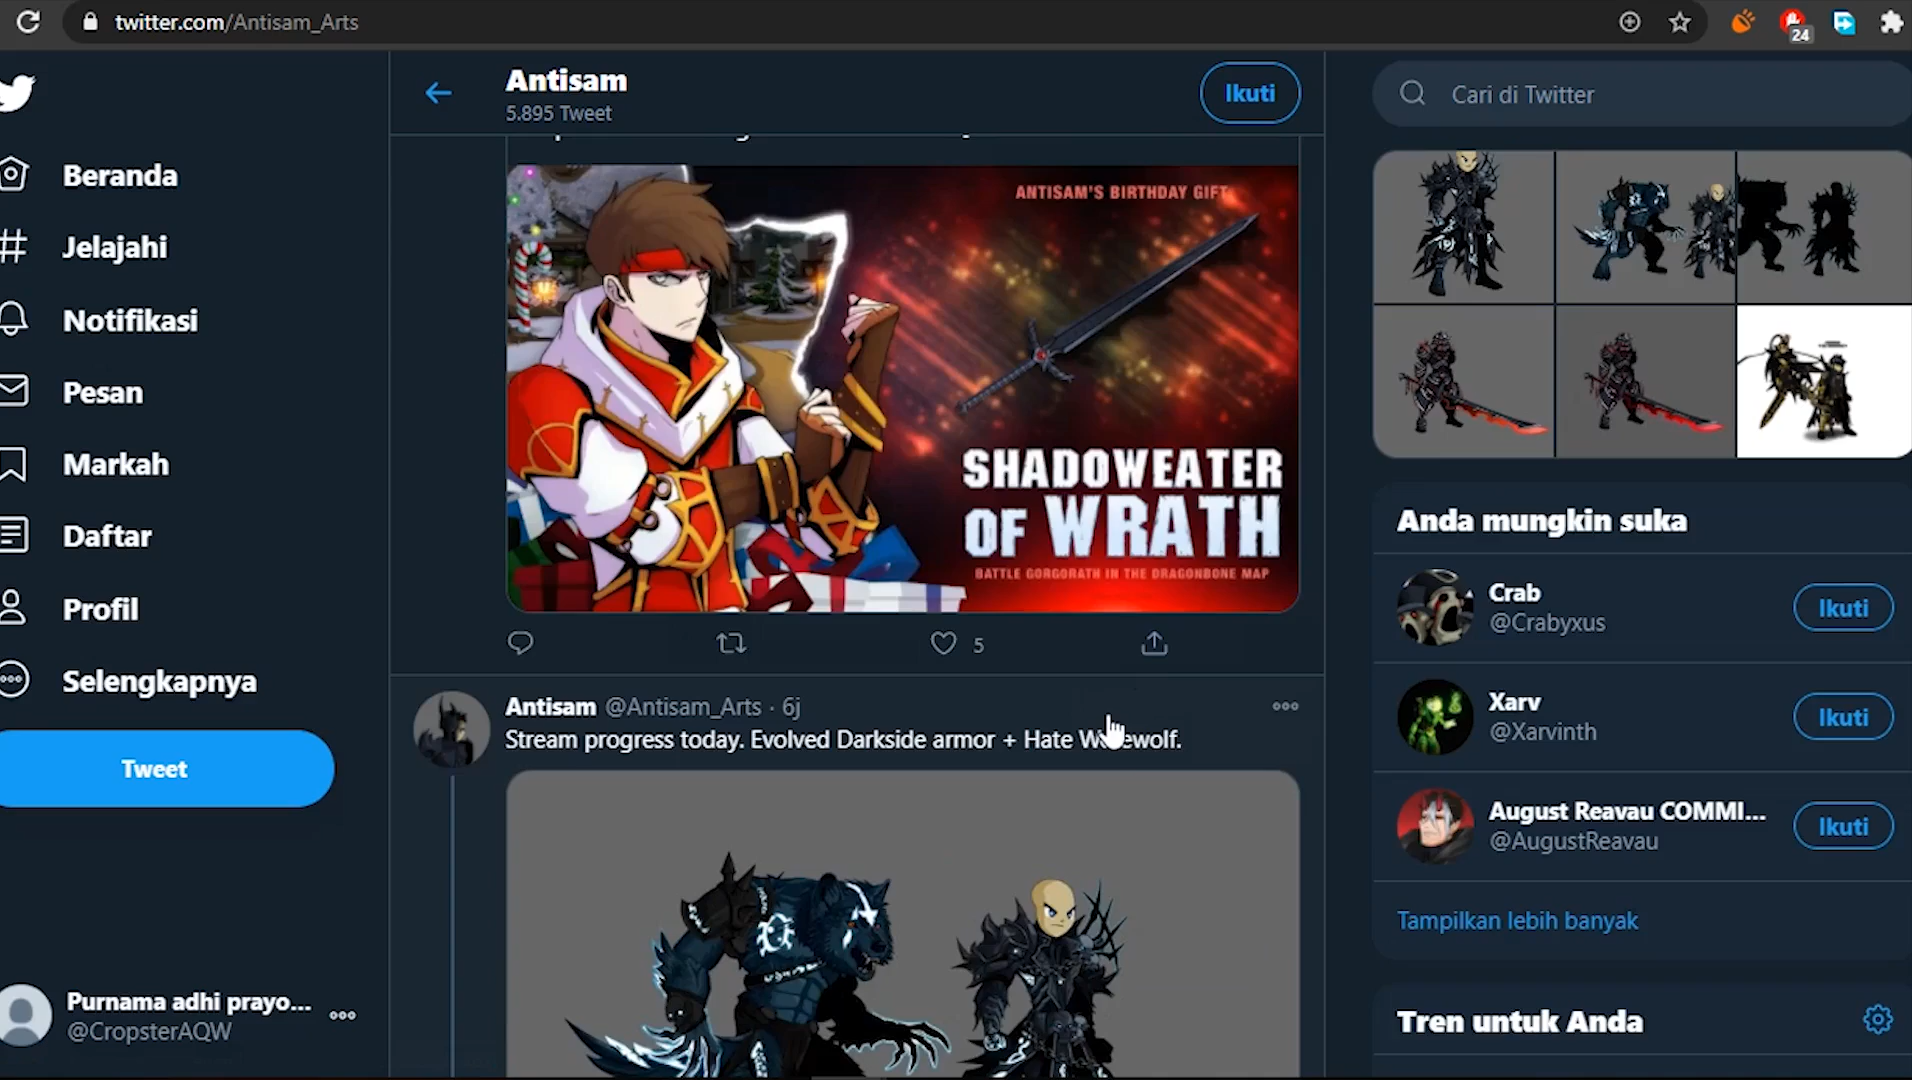 twitter.com/Antisam_Arts
24
Antisam
5.895 Tweet
Ikuti
Cari di Twitter
Beranda
Jelajahi
Notifikasi
Pesan
Markah
Daftar
Profil
Selengkapnya
Tweet
Purnama adhi prayo...
@CropsterAQW
ANTISAM'S BIRTHDAY GIFT
SHADOWEATER
OF WRATH
BATTLE GORGORATH IN THE DRAGONBONE MAP
5
Antisam @Antisam_Arts · 6j
Stream progress today. Evolved Darkside armor + Hate Werewolf.
Anda mungkin suka
Crab
@Crabyxus
Ikuti
Xarv
@Xarvinth
Ikuti
August Reavau COMMI...
@AugustReavau
Ikuti
Tampilkan lebih banyak
Tren untuk Anda